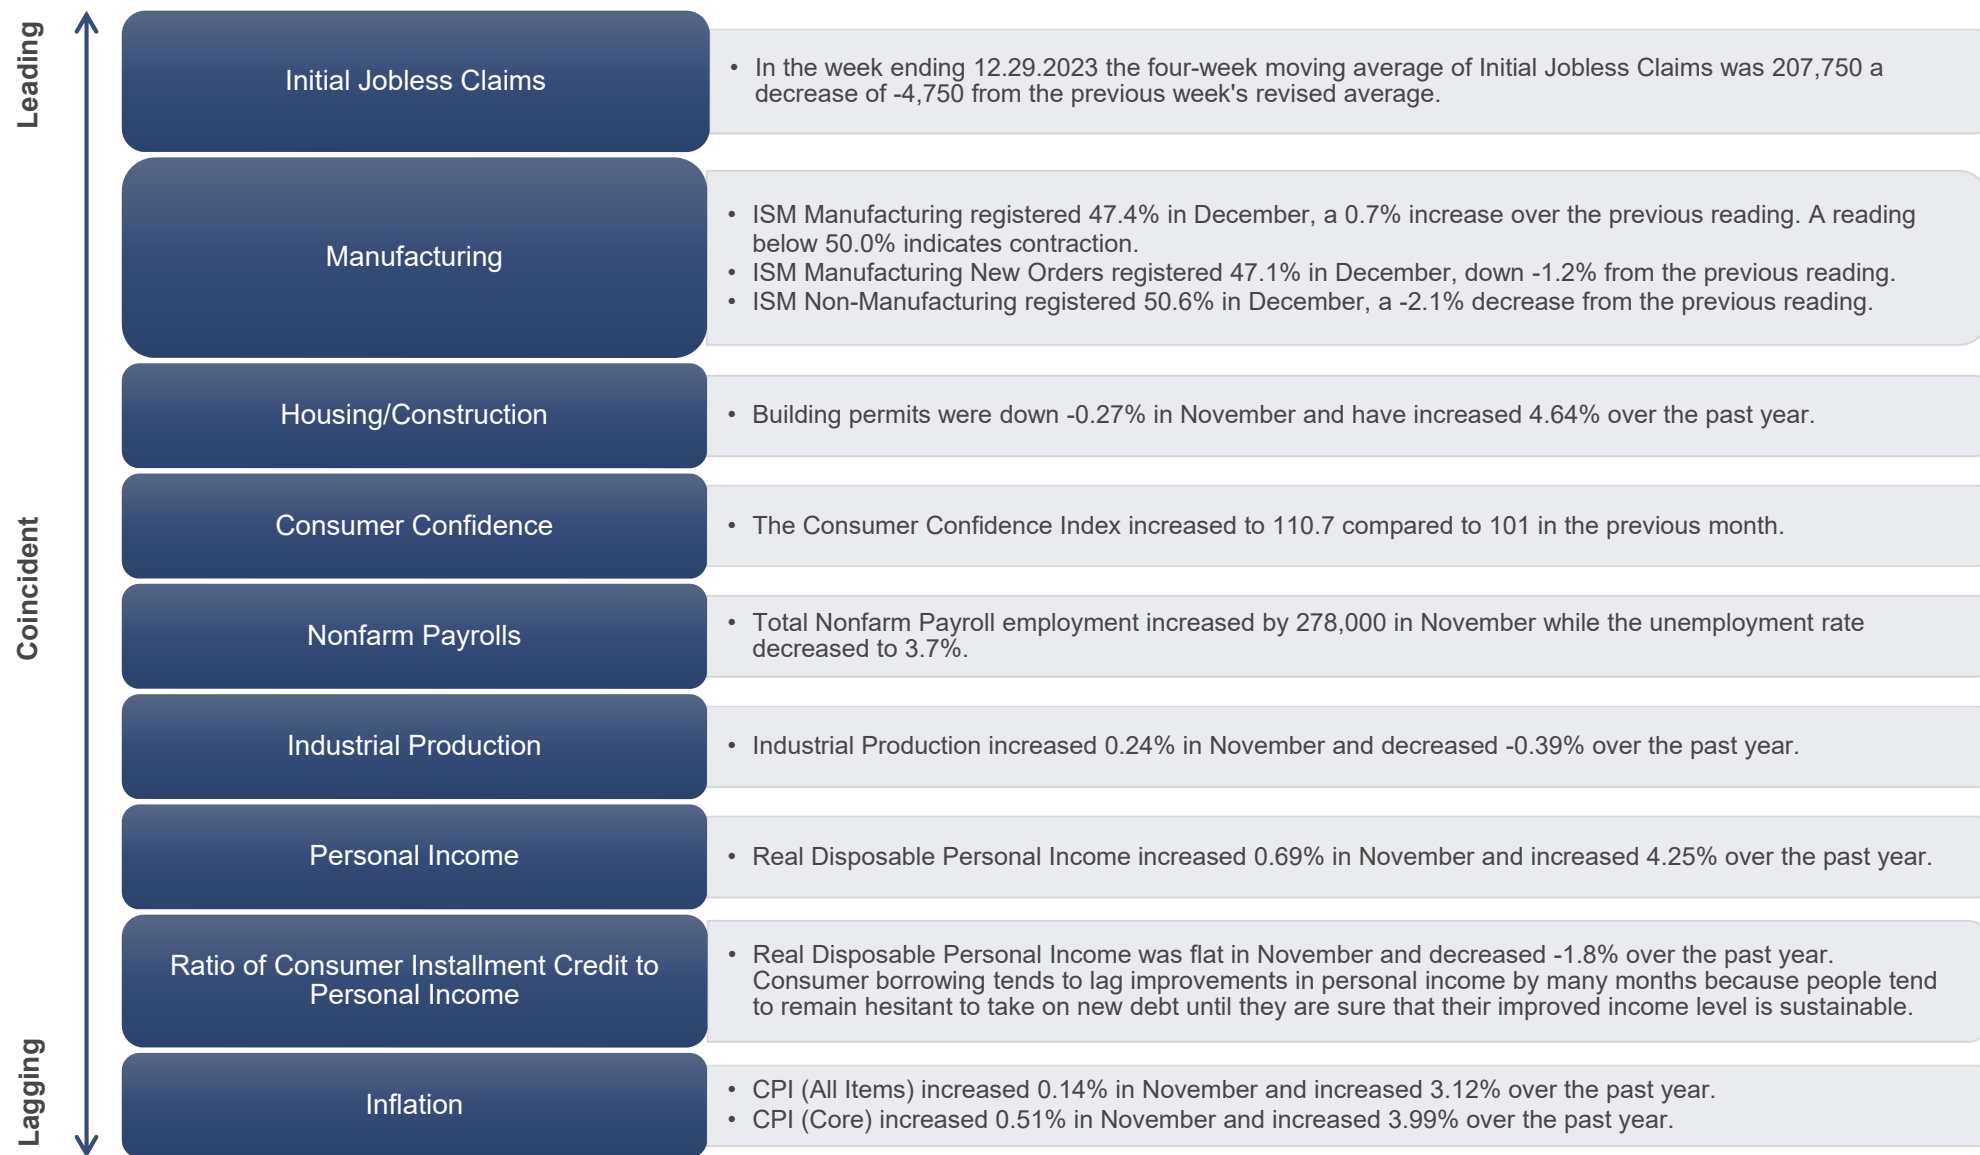 Leading
Initial Jobless Claims
• In the week ending 12.29.2023 the four-week moving average of Initial Jobless Claims was 207,750 a
decrease of -4,750 from the previous week's revised average.
Manufacturing
• ISM Manufacturing registered 47.4% in December, a 0.7% increase over the previous reading. A reading
below 50.0% indicates contraction.
• ISM Manufacturing New Orders registered 47.1% in December, down -1.2% from the previous reading.
• ISM Non-Manufacturing registered 50.6% in December, a -2.1% decrease from the previous reading.
Housing/Construction
• Building permits were down -0.27% in November and have increased 4.64% over the past year.
Coincident
Consumer Confidence
• The Consumer Confidence Index increased to 110.7 compared to 101 in the previous month.
Nonfarm Payrolls
• Total Nonfarm Payroll employment increased by 278,000 in November while the unemployment rate
decreased to 3.7%.
Industrial Production
• Industrial Production increased 0.24% in November and decreased -0.39% over the past year.
Personal Income
• Real Disposable Personal Income increased 0.69% in November and increased 4.25% over the past year.
Ratio of Consumer Installment Credit to
Personal Income
• Real Disposable Personal Income was flat in November and decreased -1.8% over the past year.
Consumer borrowing tends to lag improvements in personal income by many months because people tend
to remain hesitant to take on new debt until they are sure that their improved income level is sustainable.
Lagging
Inflation
• CPI (All Items) increased 0.14% in November and increased 3.12% over the past year.
• CPI (Core) increased 0.51% in November and increased 3.99% over the past year.